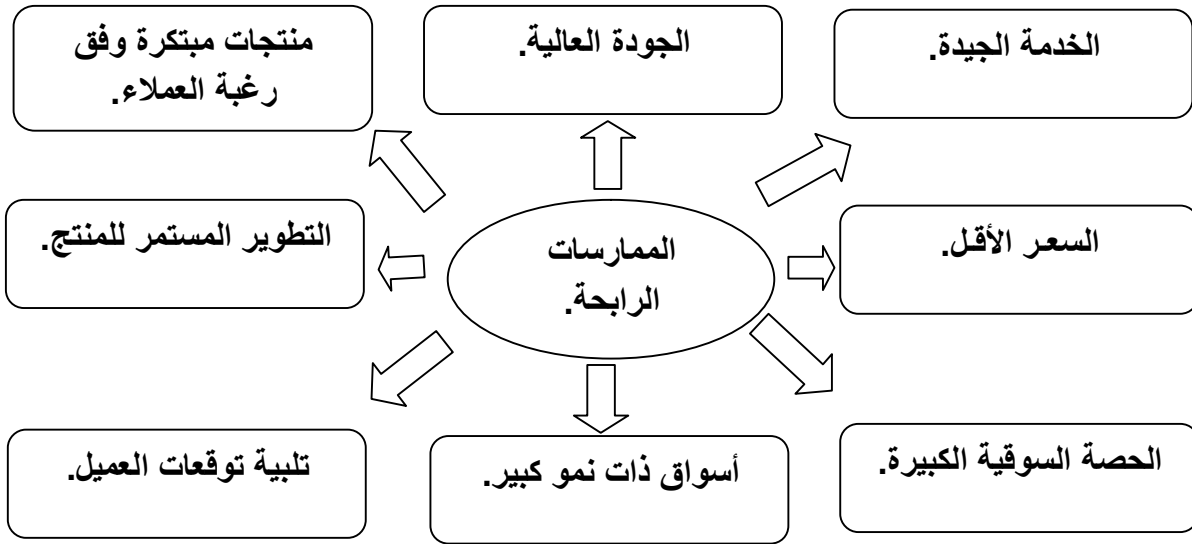 الخدمة الجيدة.
الجودة العالية.
منتجات مبتكرة وفق
رغبة العملاء.
السعر الأقل.
الممارسات
الرابحة.
التطوير المستمر للمنتج.
الحصة السوقية الكبيرة.
أسواق ذات نمو كبير.
تلبية توقعات العميل.